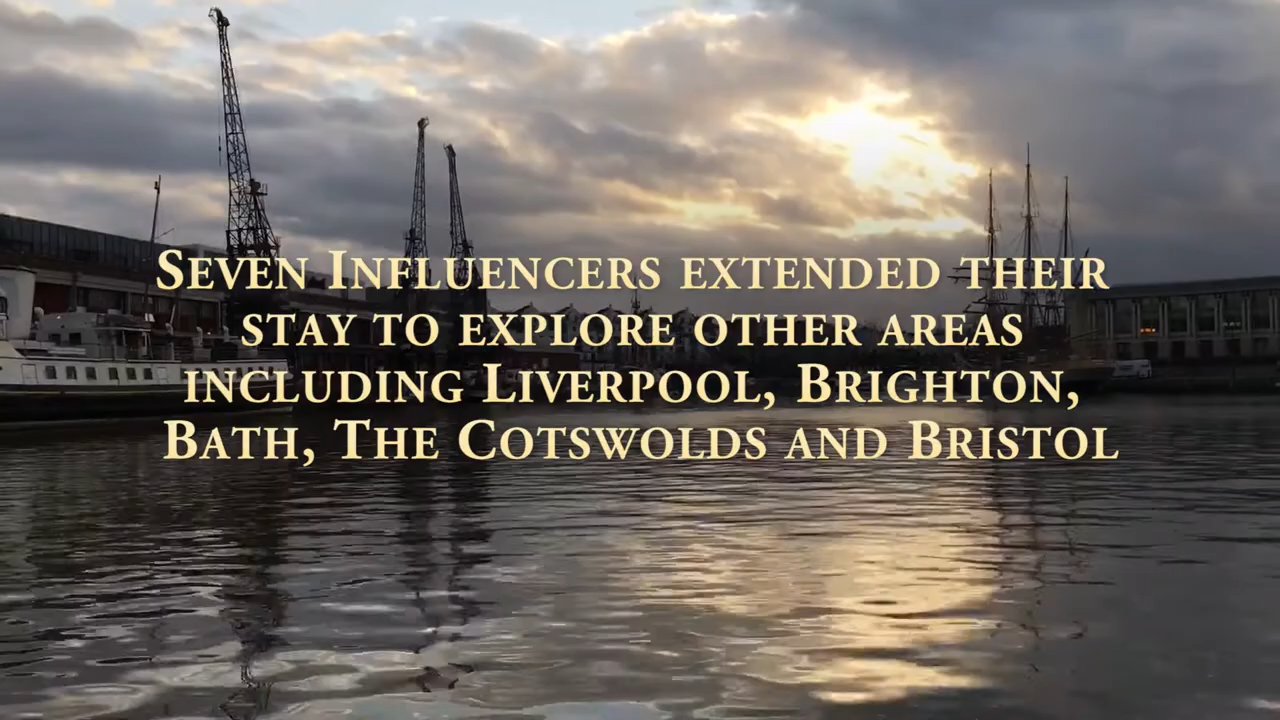 Seven Influencers extended their
stay to explore other areas
including Liverpool, Brighton,
Bath, The Cotswolds and Bristol